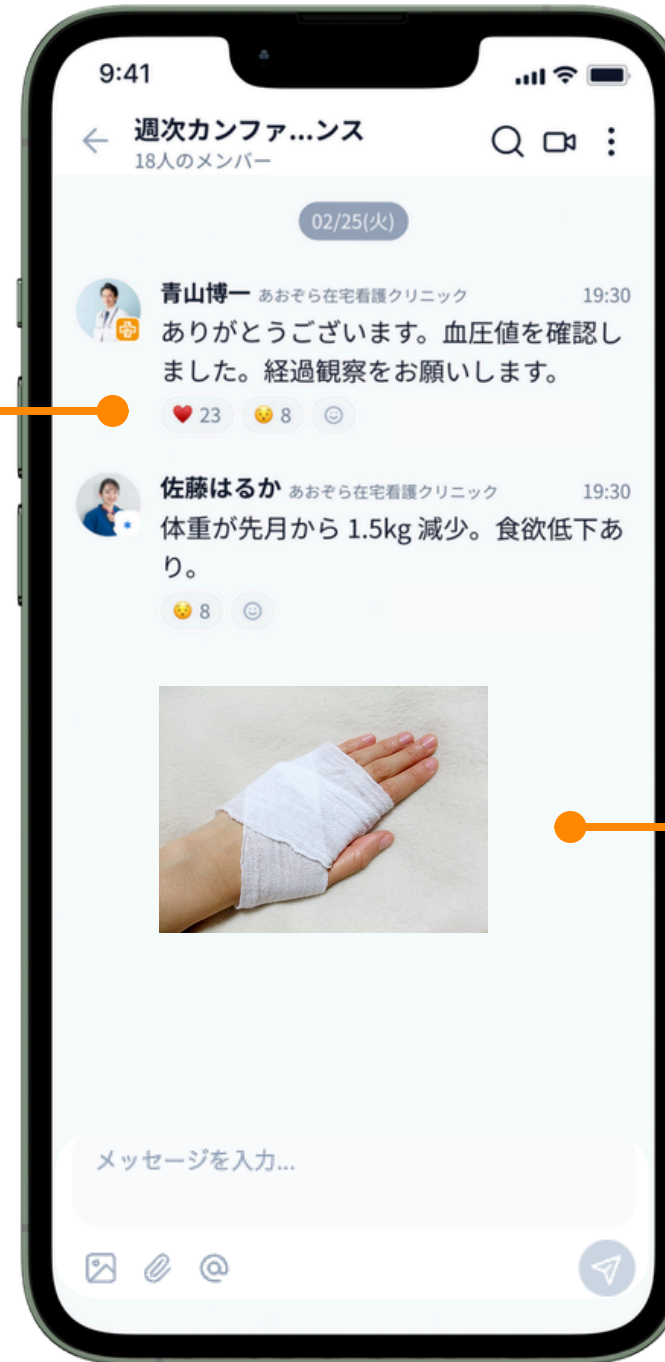 9:41
週次カンファ...ンス
18人のメンバー
02/25(火)
青山博一 あおぞら在宅看護クリニック 19:30
ありがとうございます。血圧値を確認し
ました。経過観察をお願いします。
23 8
佐藤はるか あおぞら在宅看護クリニック 19:30
体重が先月から 1.5kg 減少。食欲低下あ
り。
8
メッセージを入力...